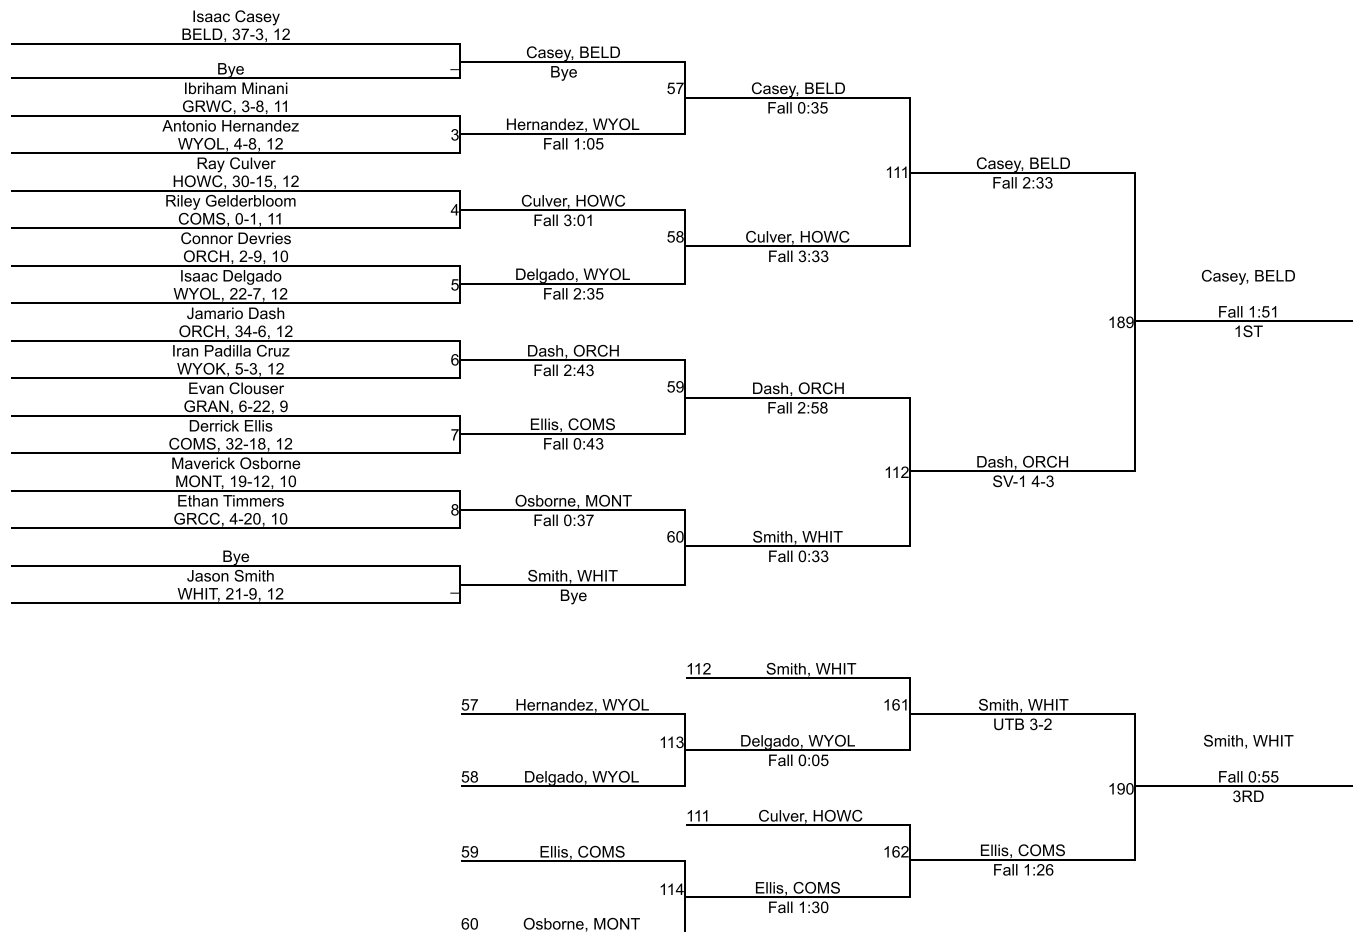 Isaac Casey
BELD, 37-3, 12
Bye
Ibriham Minani
GRWC, 3-8, 11
Antonio Hernandez
WYOL, 4-8, 12
3
Ray Culver
HOWC, 30-15, 12
Riley Gelderbloom
COMS, 0-1, 11
4
Connor Devries
ORCH, 2-9, 10
Isaac Delgado
WYOL, 22-7, 12
5
Jamario Dash
ORCH, 34-6, 12
Iran Padilla Cruz
WYOK, 5-3, 12
6
Evan Clouser
GRAN, 6-22, 9
Derrick Ellis
COMS, 32-18, 12
7
Maverick Osborne
MONT, 19-12, 10
Ethan Timmers
GRCC, 4-20, 10
8
Bye
Jason Smith
WHIT, 21-9, 12
Casey, BELD
Bye
57
Hernandez, WYOL
Fall 1:05
Culver, HOWC
Fall 3:01
58
Delgado, WYOL
Fall 2:35
Dash, ORCH
Fall 2:43
59
Ellis, COMS
Fall 0:43
Osborne, MONT
Fall 0:37
60
Smith, WHIT
Bye
Casey, BELD
Fall 0:35
111
Culver, HOWC
Fall 3:33
Dash, ORCH
Fall 2:58
112
Smith, WHIT
Fall 0:33
Casey, BELD
Fall 2:33
189
Dash, ORCH
SV-1 4-3
Casey, BELD
Fall 1:51
1ST
57 Hernandez, WYOL
113
58 Delgado, WYOL
59 Ellis, COMS
114
60 Osborne, MONT
112 Smith, WHIT
161
Delgado, WYOL
Fall 0:05
111 Culver, HOWC
162
Ellis, COMS
Fall 1:30
Smith, WHIT
UTB 3-2
190
Ellis, COMS
Fall 1:26
Smith, WHIT
Fall 0:55
3RD